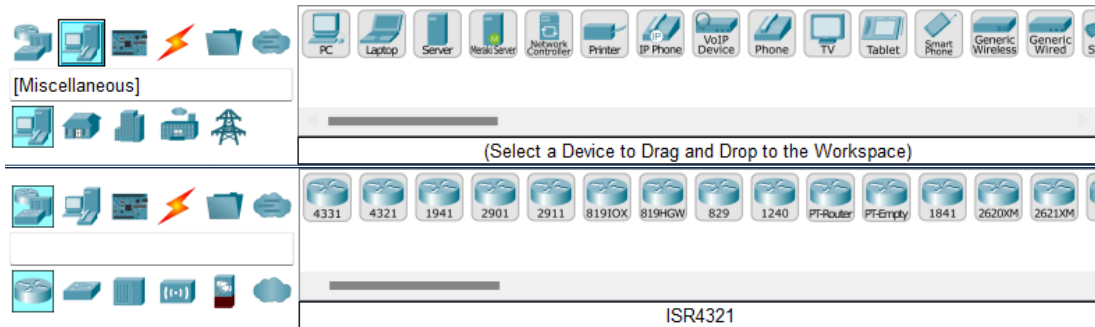 PC Laptop Server Meraki Server Network Controller Printer IP Phone VoIP Device Phone TV Tablet Smart Phone Generic Wireless Generic Wired
[Miscellaneous]
(Select a Device to Drag and Drop to the Workspace)
4331 4321 1941 2901 2911 819IOX 819HGW 829 1240 PT-Router PT-Empty 1841 2620XM 2621XM
ISR4321